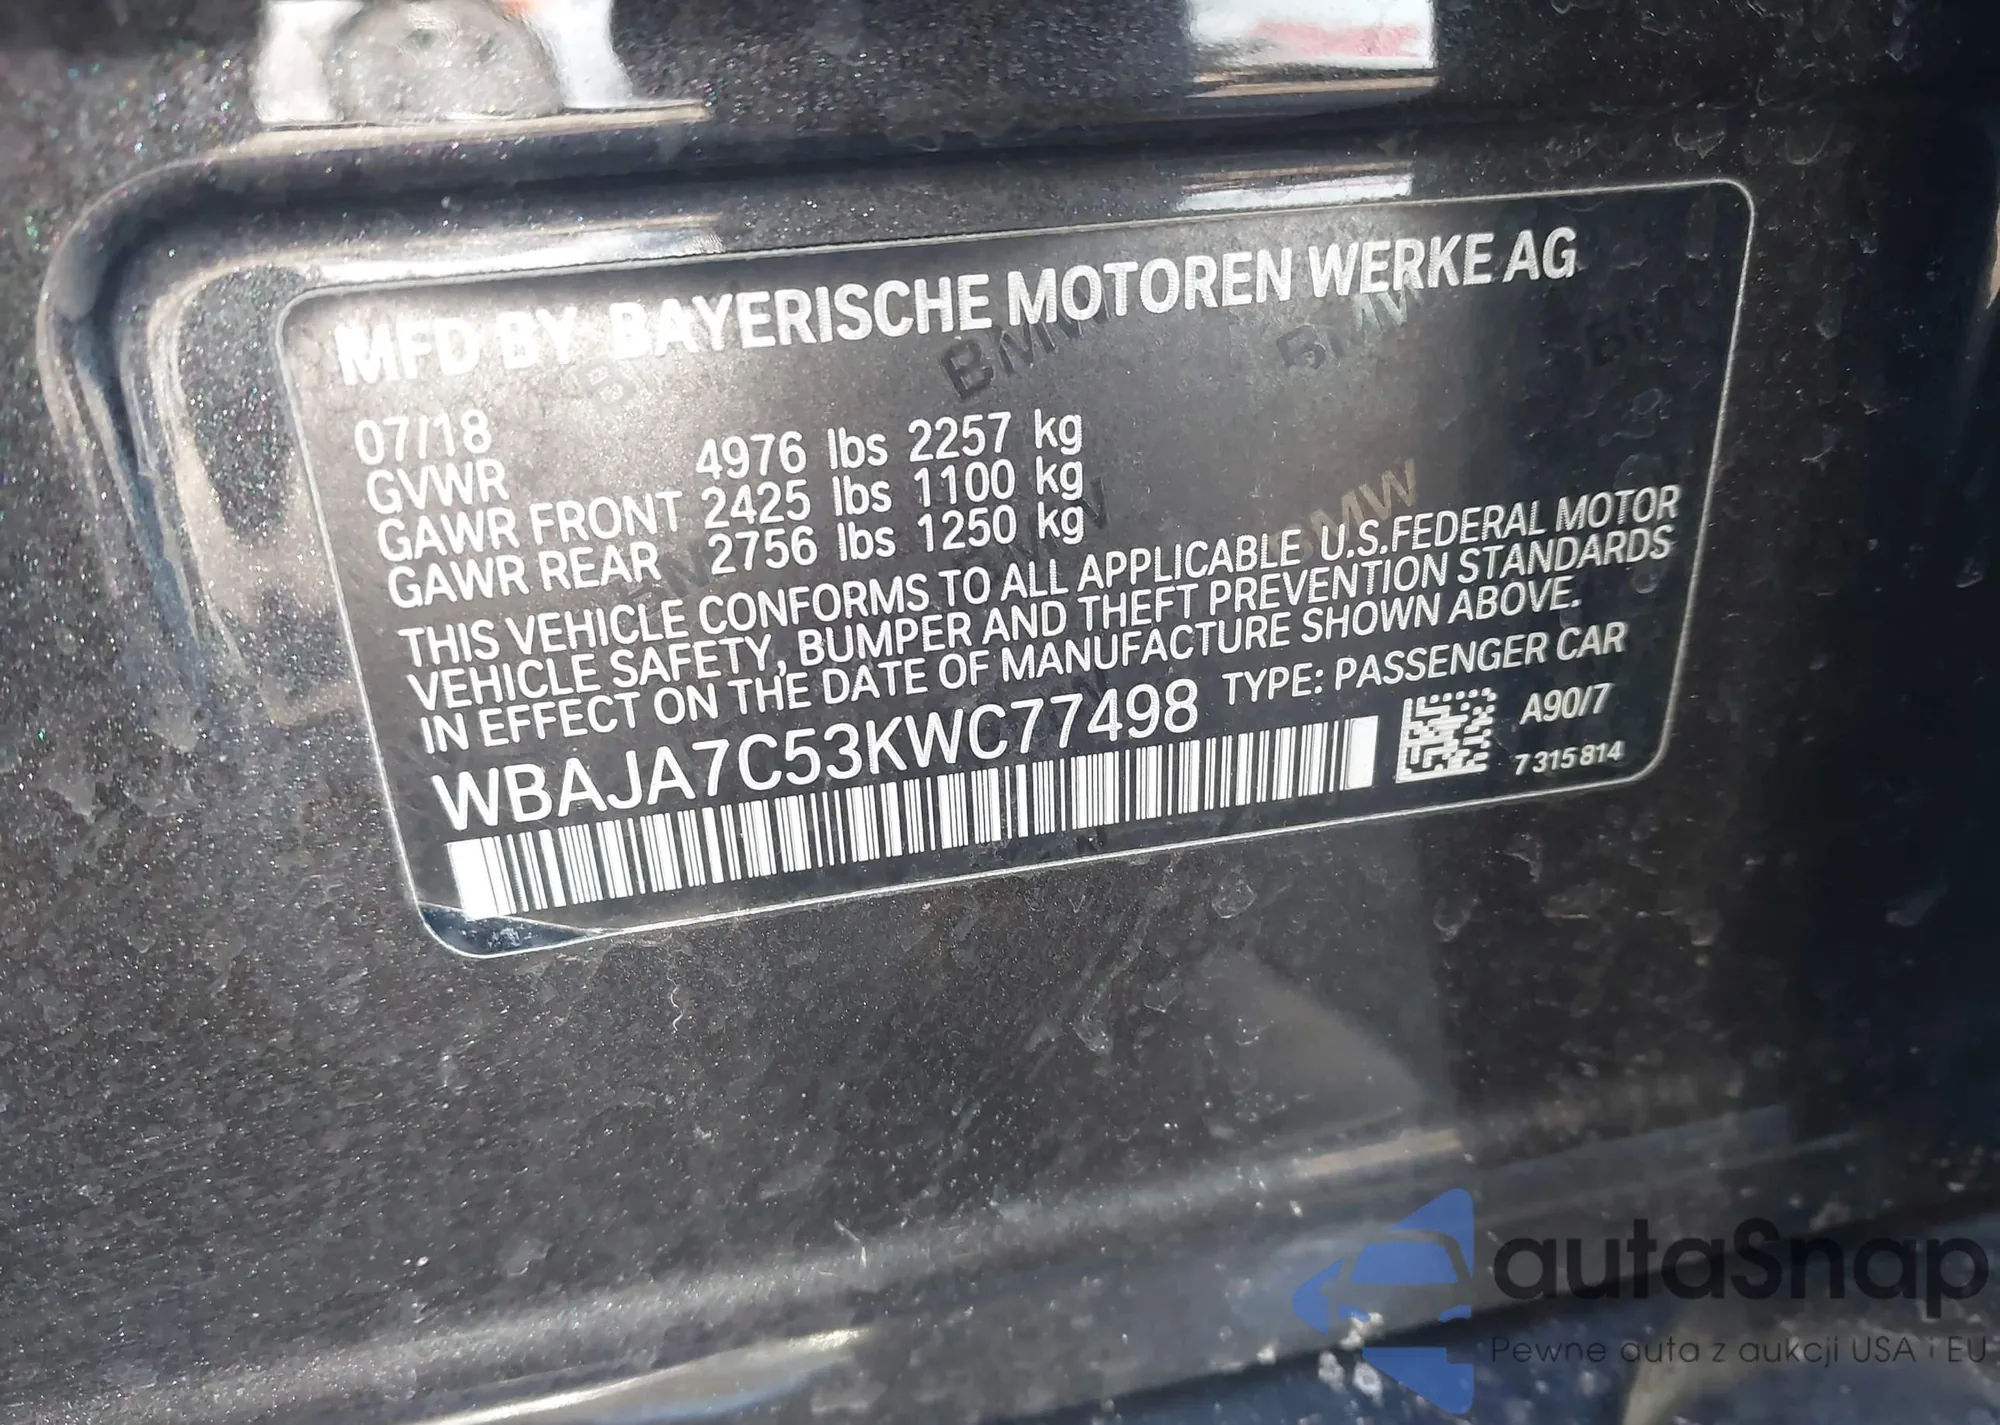 MFD BY BAYERISCHE MOTOREN WERKE AG
07/18
GVWR 4976 lbs 2257 kg
GAWR FRONT 2425 lbs 1100 kg
GAWR REAR 2756 lbs 1250 kg
THIS VEHICLE CONFORMS TO ALL APPLICABLE U.S.FEDERAL MOTOR
VEHICLE SAFETY, BUMPER AND THEFT PREVENTION STANDARDS
IN EFFECT ON THE DATE OF MANUFACTURE SHOWN ABOVE.
WBAJA7C53KWC77498 TYPE: PASSENGER CAR
A90/7
7315814
autaSnap
Pewne auta z aukcji USA i EU